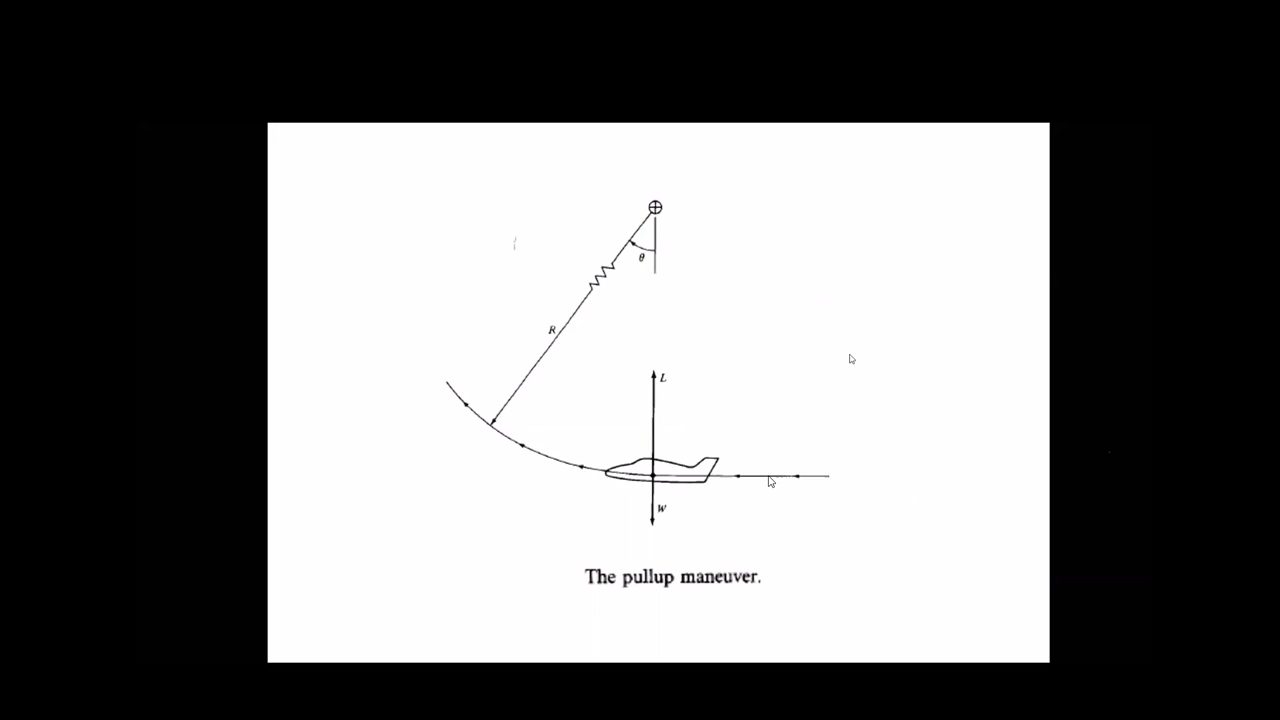 θ
R
L
W
The pullup maneuver.